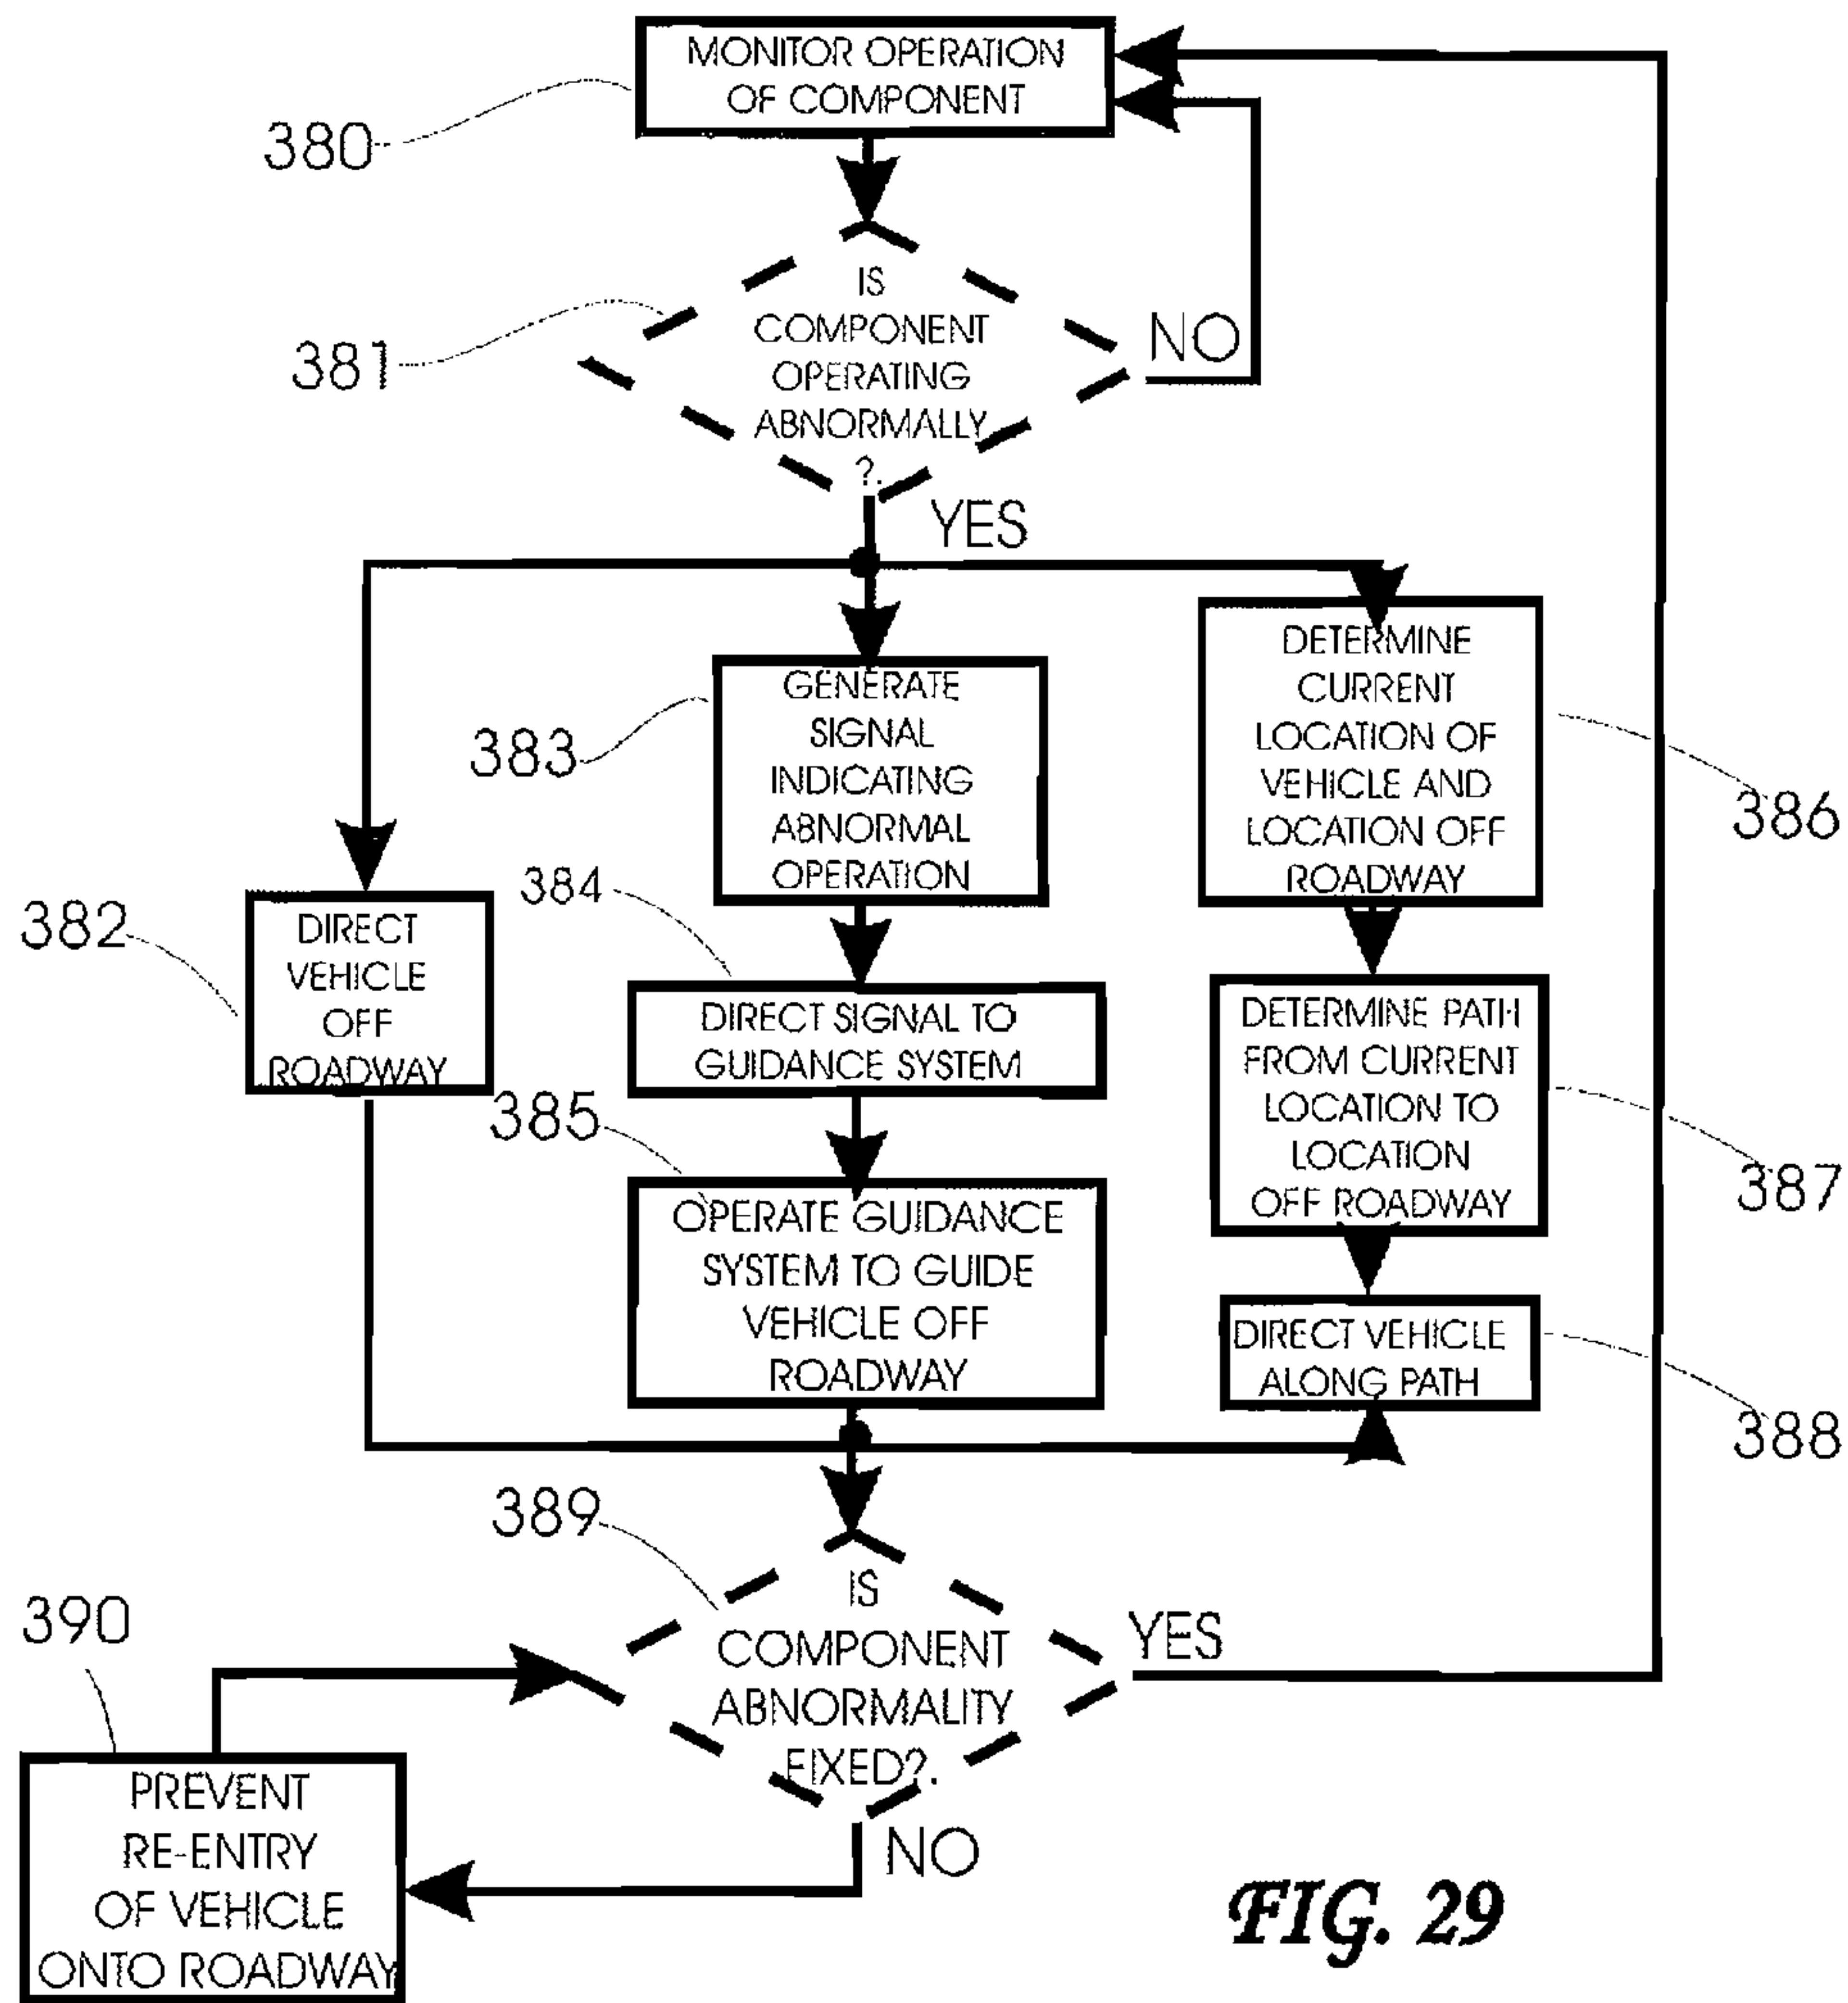 MONITOR OPERATION
OF COMPONENT
380
IS
COMPONENT
OPERATING
ABNORMALLY
?.
381
NO
YES
DIRECT
VEHICLE
OFF
ROADWAY
382
GENERATE
SIGNAL
INDICATING
ABNORMAL
OPERATION
383
384
DIRECT SIGNAL TO
GUIDANCE SYSTEM
385
OPERATE GUIDANCE
SYSTEM TO GUIDE
VEHICLE OFF
ROADWAY
DETERMINE
CURRENT
LOCATION OF
VEHICLE AND
LOCATION OFF
ROADWAY
386
DETERMINE PATH
FROM CURRENT
LOCATION TO
LOCATION
OFF ROADWAY
387
DIRECT VEHICLE
ALONG PATH
388
389
IS
COMPONENT
ABNORMALITY
FIXED?.
YES
NO
390
PREVENT
RE-ENTRY
OF VEHICLE
ONTO ROADWAY
FIG. 29